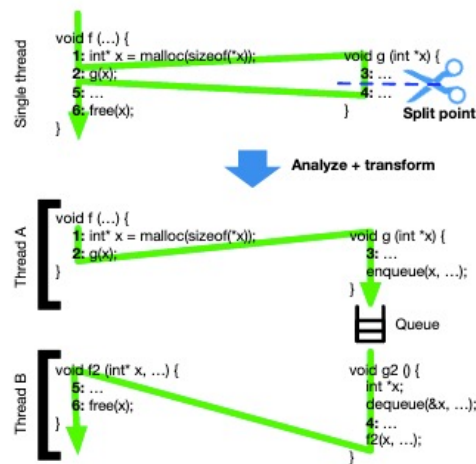 Single thread
void f (…) {
1: int* x = malloc(sizeof(*x));
2: g(x);
5: …
6: free(x);
}
void g (int *x) {
3: …
4: …
}
Split point
Analyze + transform
Thread A
void f (…) {
1: int* x = malloc(sizeof(*x));
2: g(x);
}
void g (int *x) {
3: …
enqueue(x, …);
}
Queue
Thread B
void f2 (int* x, …) {
5: …
6: free(x);
}
void g2 () {
int *x;
dequeue(&x, …);
4: …
f2(x, …);
}